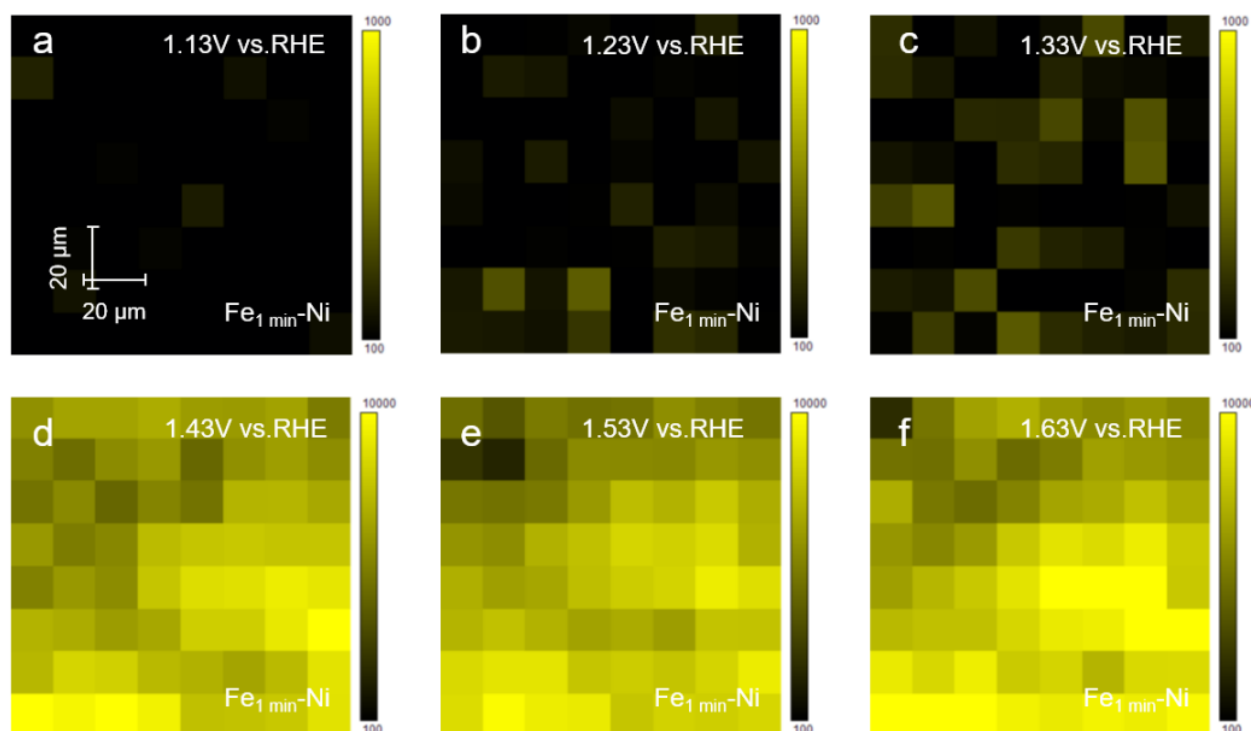 a 1.13V vs.RHE
1000
20 µm
20 µm
Fe1 min-Ni
100
b 1.23V vs.RHE
1000
Fe1 min-Ni
100
c 1.33V vs.RHE
1000
Fe1 min-Ni
100
d 1.43V vs.RHE
10000
Fe1 min-Ni
100
e 1.53V vs.RHE
10000
Fe1 min-Ni
100
f 1.63V vs.RHE
10000
Fe1 min-Ni
100